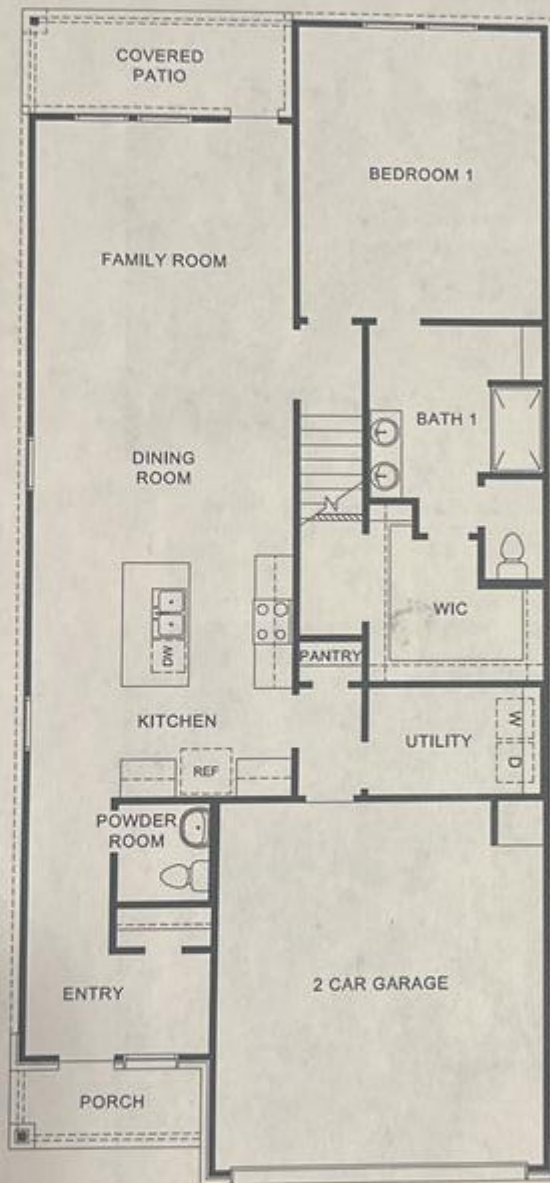 COVERED
PATIO
BEDROOM 1
FAMILY ROOM
BATH 1
DINING
ROOM
WIC
DW
PANTRY
KITCHEN
UTILITY
W
D
REF
POWDER
ROOM
2 CAR GARAGE
ENTRY
PORCH